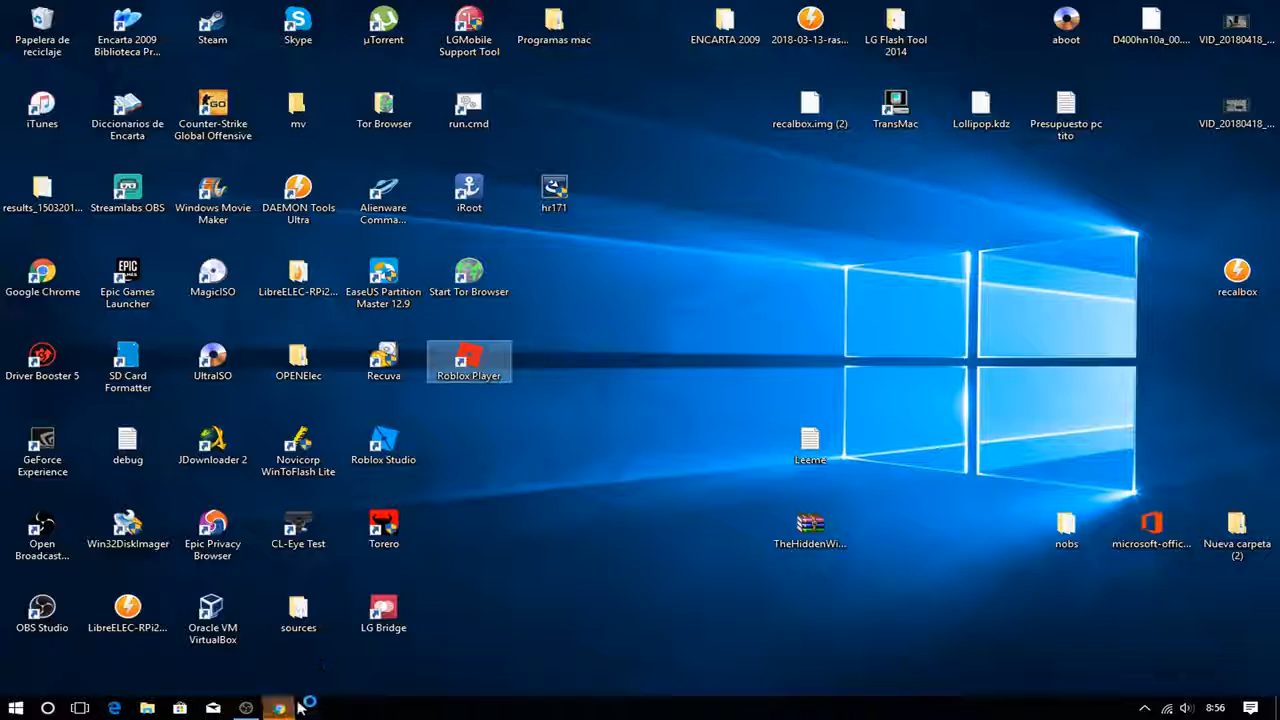 Papelera de
reciclaje
Encarta 2009
Biblioteca Pr...
Steam
Skype
µTorrent
LGMobile
Support Tool
Programas mac
ENCARTA 2009
2018-03-13-ras...
LG Flash Tool
2014
aboot
D400hn10a_00....
VID_20180418_...
iTunes
Diccionarios de
Encarta
GO
Counter-Strike
Global Offensive
mv
Tor Browser
run.cmd
recalbox.img (2)
TransMac
Lollipop.kdz
Presupuesto pc
tito
VID_20180418_...
results_1503201...
Streamlabs OBS
Windows Movie
Maker
DAEMON Tools
Ultra
Alienware
Comma...
iRoot
hr171
Google Chrome
EPIC
GAMES
Epic Games
Launcher
MagicISO
LibreELEC-RPi2...
EaseUS Partition
Master 12.9
Start Tor Browser
recalbox
Driver Booster 5
SD Card
Formatter
UltraISO
OPENElec
Recuva
Roblox Player
GeForce
Experience
debug
JDownloader 2
Novicorp
WinToFlash Lite
Roblox Studio
Leeme
Open
Broadcast...
Win32DiskImager
Epic Privacy
Browser
CL-Eye Test
Torero
TheHiddenWi...
nobs
microsoft-offic...
Nueva carpeta
(2)
OBS Studio
LibreELEC-RPi2...
Oracle VM
VirtualBox
sources
LG Bridge
8:56